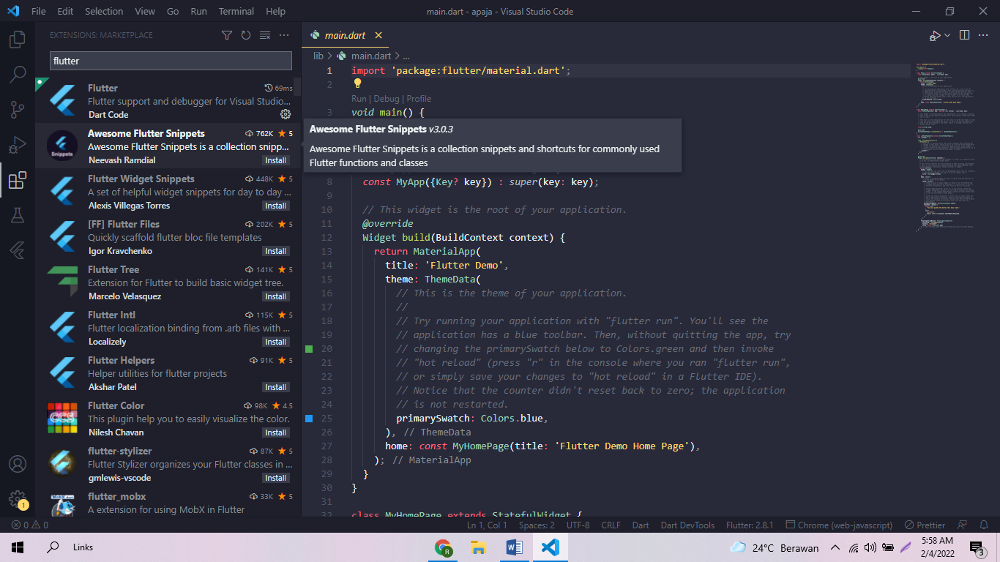 File Edit Selection View Go Run Terminal Help
main.dart - apaja - Visual Studio Code
EXTENSIONS: MARKETPLACE
flutter
Flutter 69ms
Flutter support and debugger for Visual Studio...
Dart Code
Awesome Flutter Snippets 762K ★ 5
Awesome Flutter Snippets is a collection snipp...
Neevash Ramdial Install
Flutter Widget Snippets 448K ★ 5
A set of helpful widget snippets for day to day ...
Alexis Villegas Torres Install
[FF] Flutter Files 202K ★ 5
Quickly scaffold flutter bloc file templates
Igor Kravchenko Install
Flutter Tree 141K ★ 5
Extension for Flutter to build basic widget tree.
Marcelo Velasquez Install
Flutter Intl 115K ★ 5
Flutter localization binding from .arb files with ...
Localizely Install
Flutter Helpers 91K ★ 5
Helper utilities for flutter projects
Akshar Patel Install
Flutter Color 98K ★ 4.5
This plugin help you to easily visualize the color.
Nilesh Chavan Install
flutter-stylizer 87K ★ 5
Flutter Stylizer organizes your Flutter classes in ...
gmlewis-vscode Install
flutter_mobx 33K ★ 5
A extension for using MobX in Flutter
main.dart
lib > main.dart > ...
1 import 'package:flutter/material.dart';
2
Run | Debug | Profile
3 void main() {
Awesome Flutter Snippets v3.0.3
Awesome Flutter Snippets is a collection snippets and shortcuts for commonly used
Flutter functions and classes
8 const MyApp({Key? key}) : super(key: key);
9
10 // This widget is the root of your application.
11 @override
12 Widget build(BuildContext context) {
13 return MaterialApp(
14 title: 'Flutter Demo',
15 theme: ThemeData(
16 // This is the theme of your application.
17 //
18 // Try running your application with "flutter run". You'll see the
19 // application has a blue toolbar. Then, without quitting the app, try
20 // changing the primarySwatch below to Colors.green and then invoke
21 // "hot reload" (press "r" in the console where you ran "flutter run",
22 // or simply save your changes to "hot reload" in a Flutter IDE).
23 // Notice that the counter didn't reset back to zero; the application
24 // is not restarted.
25 primarySwatch: Colors.blue,
26 ), // ThemeData
27 home: const MyHomePage(title: 'Flutter Demo Home Page'),
28 ); // MaterialApp
29 }
30 }
31
32 class MyHomePage extends StatefulWidget {
0 0 Ln 1, Col 1 Spaces: 2 UTF-8 CRLF Dart Dart DevTools Flutter: 2.8.1 Chrome (web-javascript) Prettier
Links
24°C Berawan
5:58 AM
2/4/2022
3